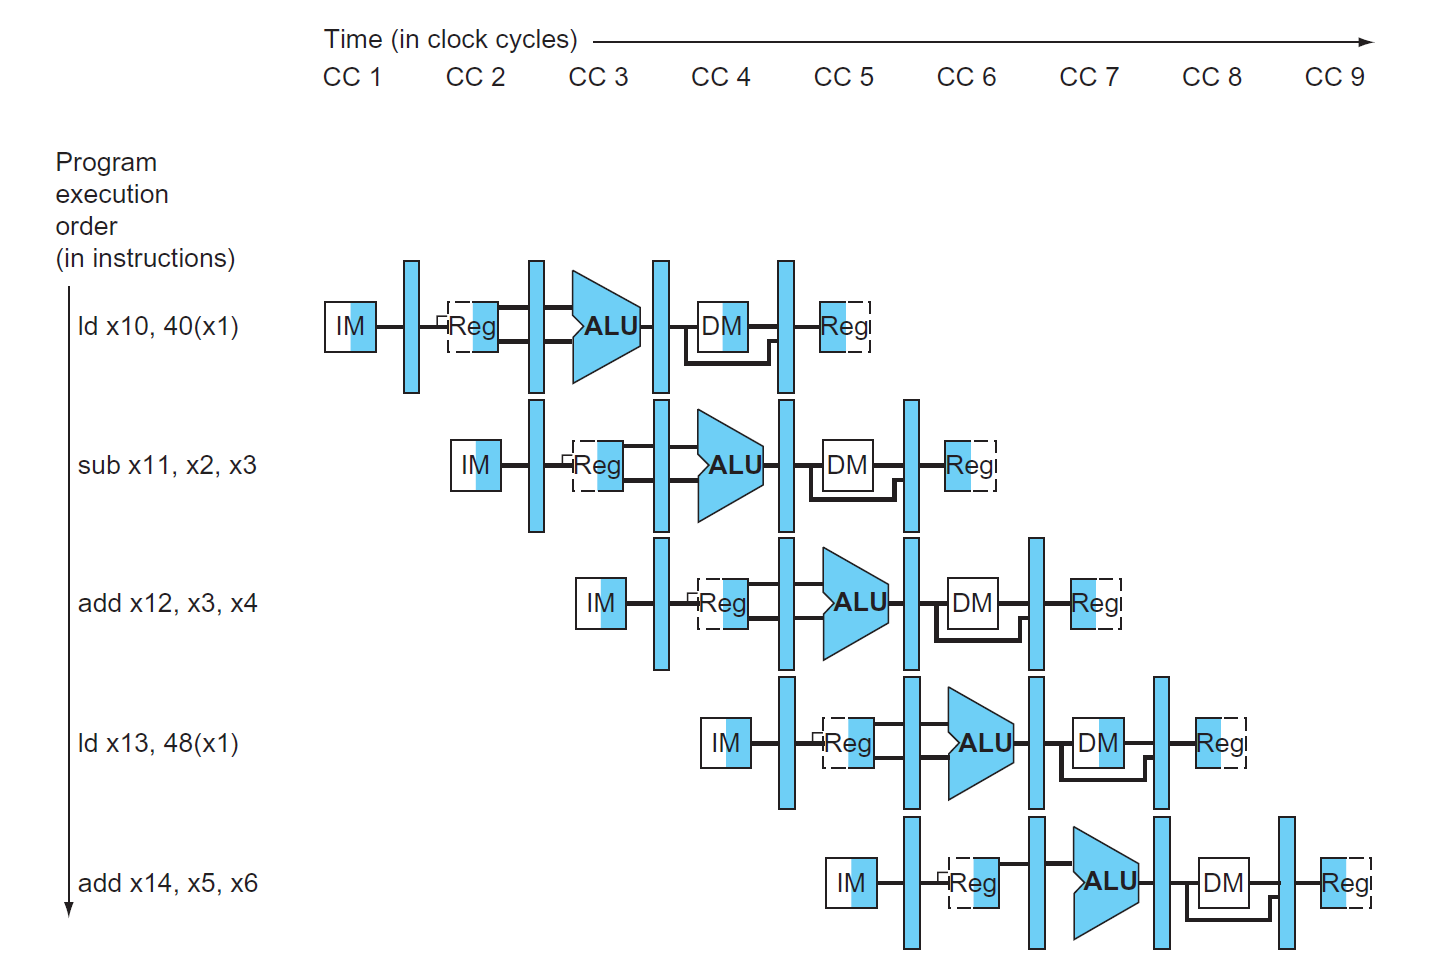 Time (in clock cycles)
CC 1 CC 2 CC 3 CC 4 CC 5 CC 6 CC 7 CC 8 CC 9
Program
execution
order
(in instructions)
ld x10, 40(x1) IM Reg ALU DM Reg
sub x11, x2, x3 IM Reg ALU DM Reg
add x12, x3, x4 IM Reg ALU DM Reg
ld x13, 48(x1) IM Reg ALU DM Reg
add x14, x5, x6 IM Reg ALU DM Reg